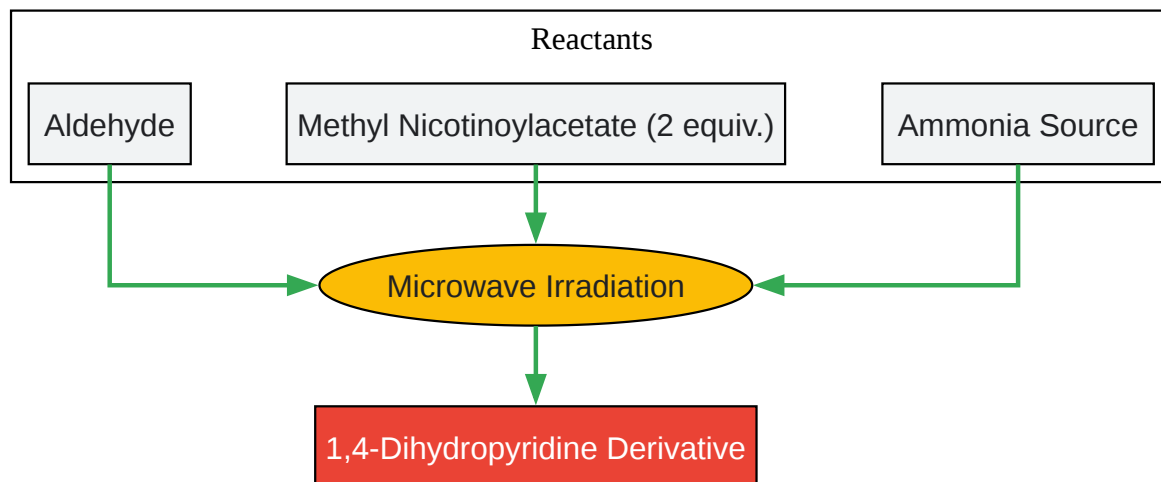 Reactants
Aldehyde
Methyl Nicotinoylacetate (2 equiv.)
Ammonia Source
Microwave Irradiation
1,4-Dihydropyridine Derivative